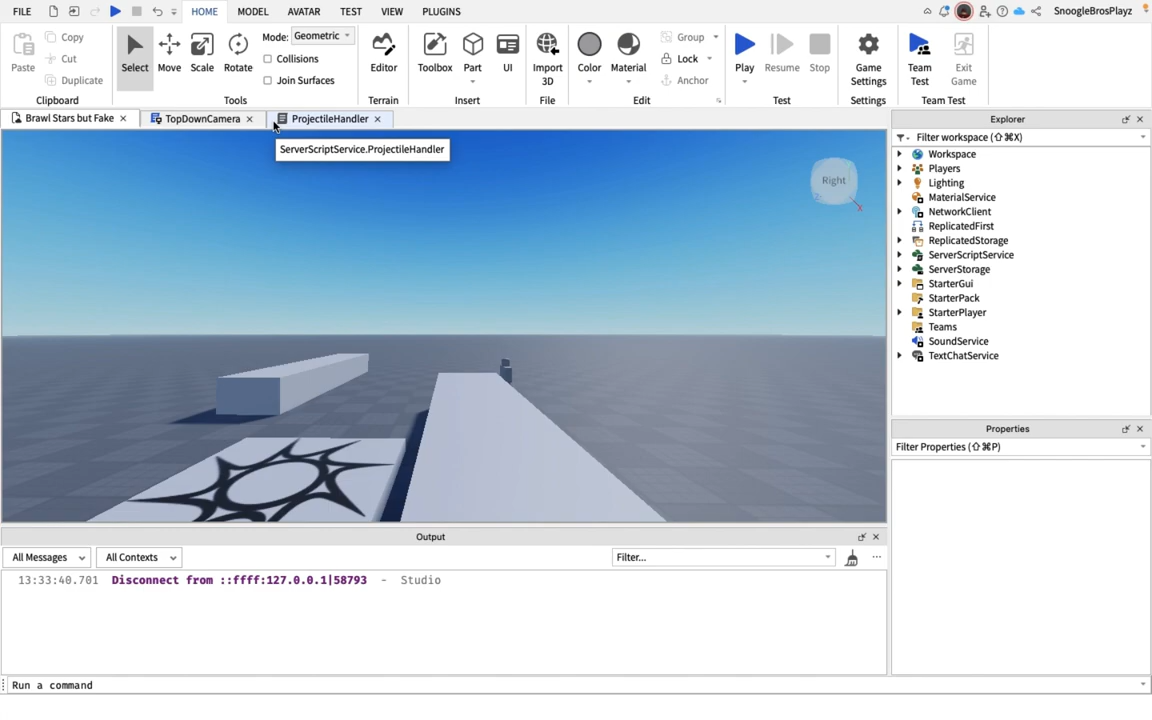 FILE HOME MODEL AVATAR TEST VIEW PLUGINS SnoogleBrosPlayz
Paste Copy Cut Duplicate
Clipboard
Select Move Scale Rotate
Mode: Geometric
Collisions
Join Surfaces
Tools
Editor
Terrain
Toolbox Part UI
Insert
Import
3D
File
Color Material
Group
Lock
Anchor
Edit
Play Resume Stop
Test
Game
Settings
Settings
Team
Test
Exit
Game
Team Test
Brawl Stars but Fake TopDownCamera ProjectileHandler
ServerScriptService.ProjectileHandler
Right
X
Explorer
Filter workspace (⇧⌘X)
Workspace
Players
Lighting
MaterialService
NetworkClient
ReplicatedFirst
ReplicatedStorage
ServerScriptService
ServerStorage
StarterGui
StarterPack
StarterPlayer
Teams
SoundService
TextChatService
Properties
Filter Properties (⇧⌘P)
Output
All Messages All Contexts Filter...
13:33:40.701 Disconnect from ::ffff:127.0.0.1|58793 - Studio
Run a command